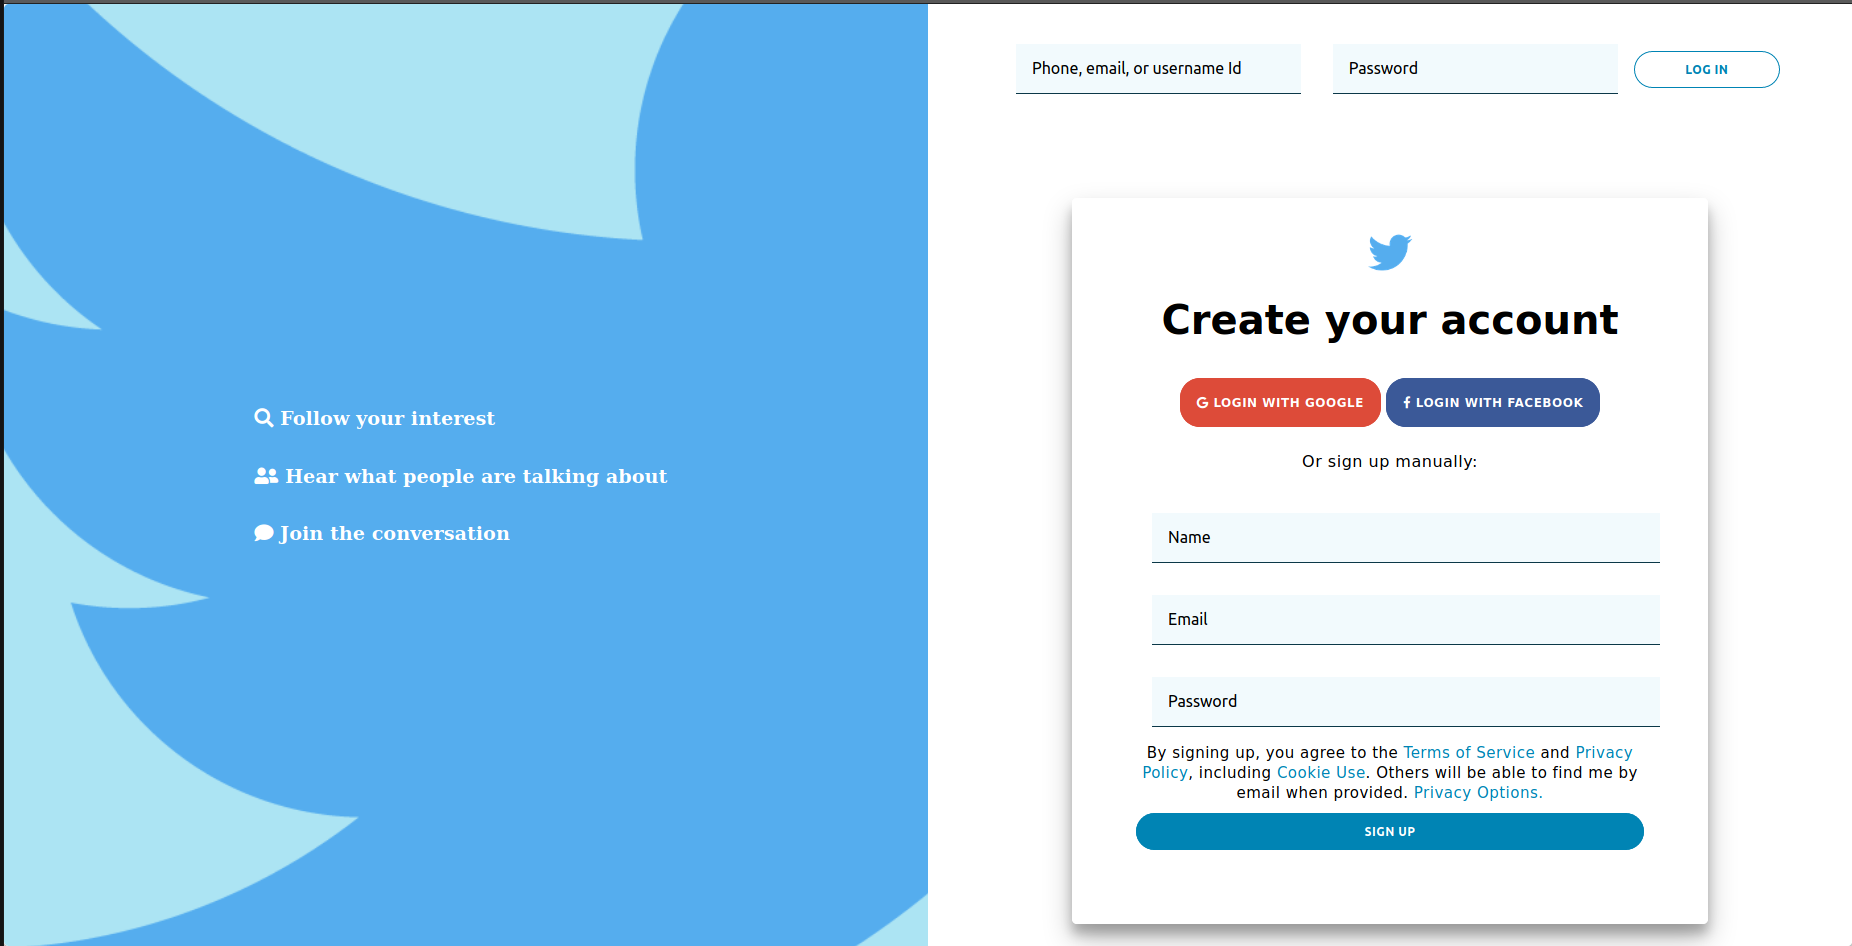 Phone, email, or username Id
Password
LOG IN
Follow your interest
Hear what people are talking about
Join the conversation
Create your account
LOGIN WITH GOOGLE
LOGIN WITH FACEBOOK
Or sign up manually:
Name
Email
Password
By signing up, you agree to the Terms of Service and Privacy
Policy, including Cookie Use. Others will be able to find me by
email when provided. Privacy Options.
SIGN UP